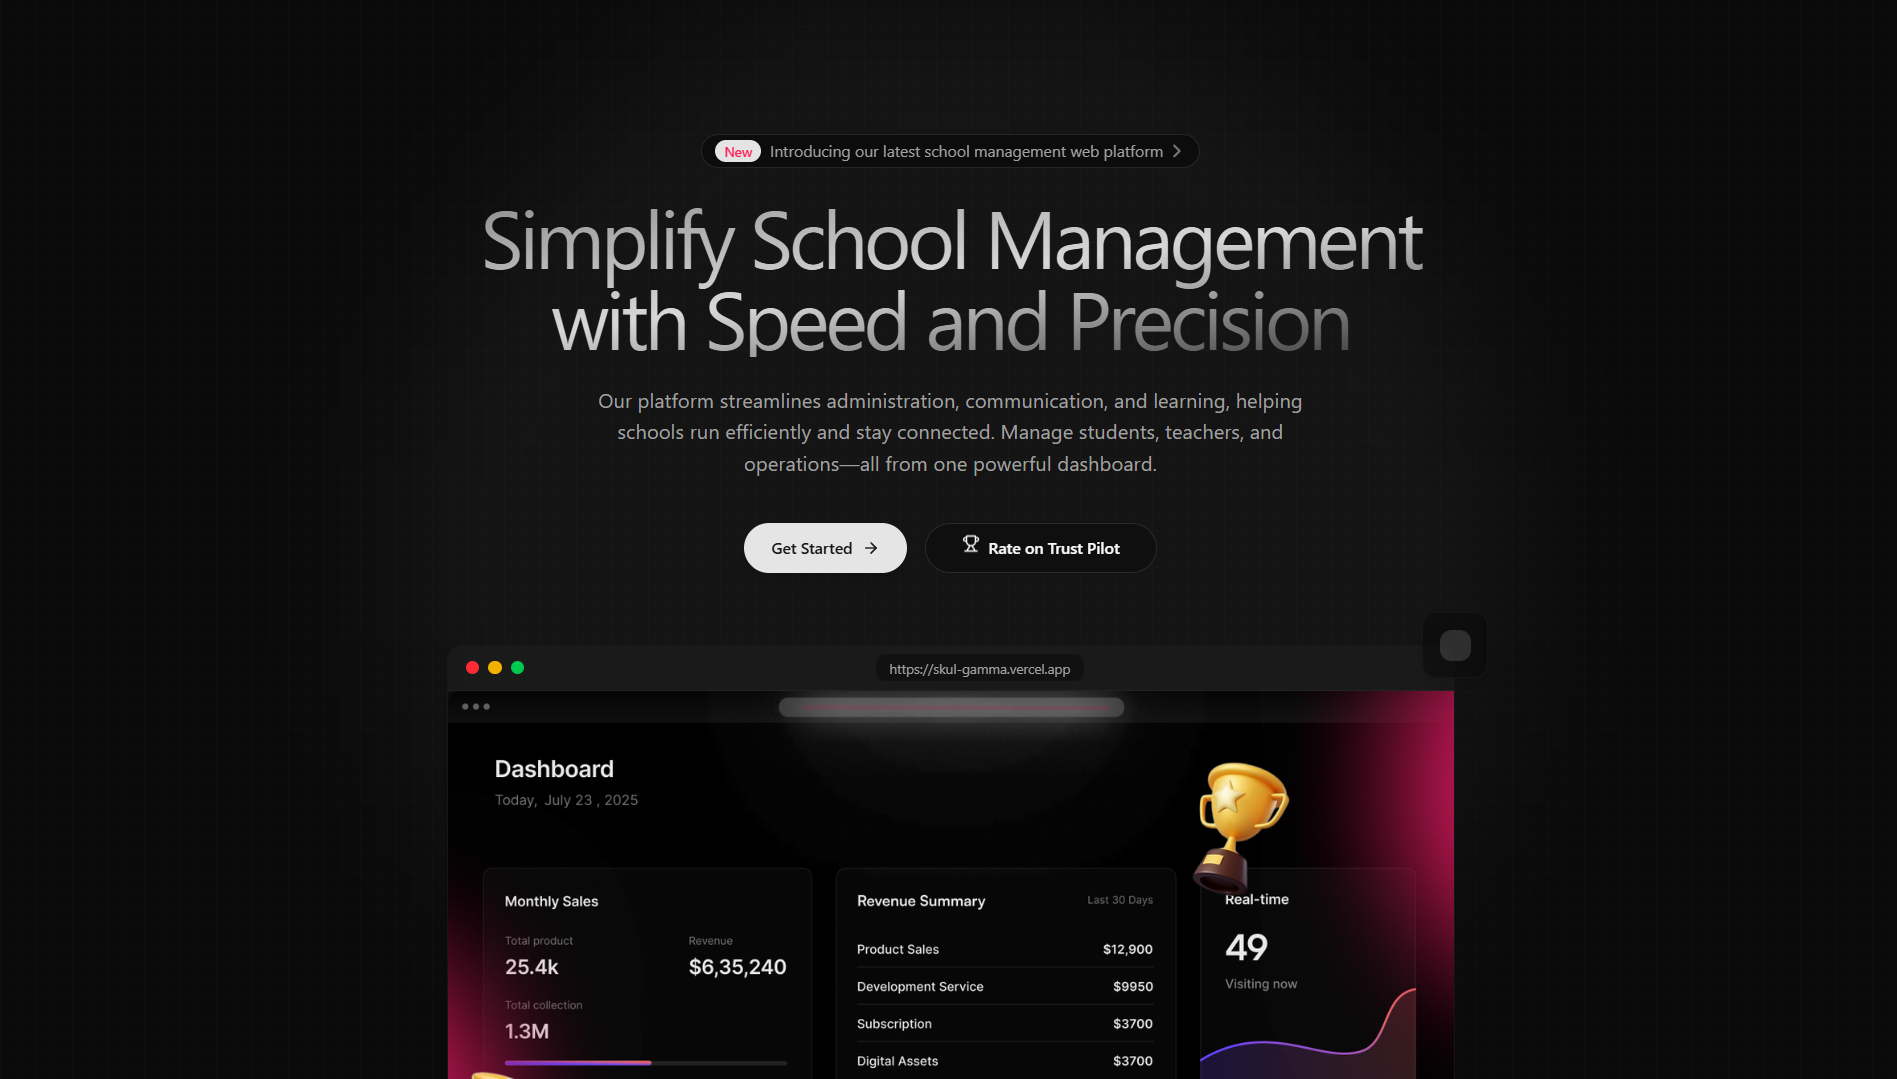 New Introducing our latest school management web platform
Simplify School Management
with Speed and Precision
Our platform streamlines administration, communication, and learning, helping
schools run efficiently and stay connected. Manage students, teachers, and
operations—all from one powerful dashboard.
Get Started
Rate on Trust Pilot
https://skul-gamma.vercel.app
Dashboard
Today, July 23 , 2025
Monthly Sales
Total product
25.4k
Revenue
$6,35,240
Total collection
1.3M
Revenue Summary
Last 30 Days
Product Sales $12,900
Development Service $9950
Subscription $3700
Digital Assets $3700
Real-time
49
Visiting now